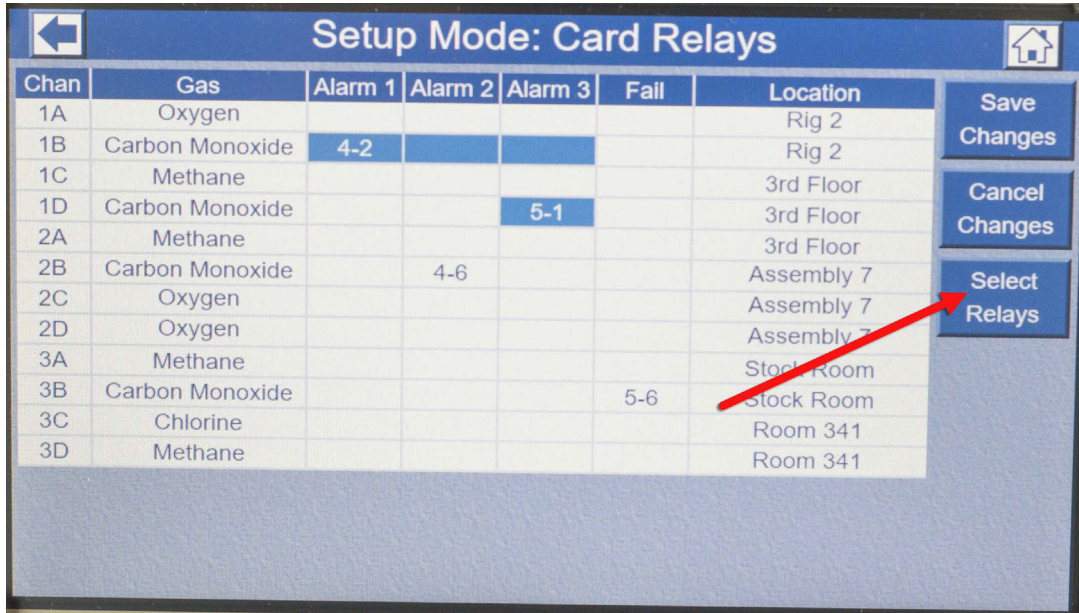 Setup Mode: Card Relays
Chan Gas Alarm 1 Alarm 2 Alarm 3 Fail Location
1A Oxygen Rig 2
1B Carbon Monoxide 4-2 Rig 2
1C Methane 3rd Floor
1D Carbon Monoxide 5-1 3rd Floor
2A Methane 3rd Floor
2B Carbon Monoxide 4-6 Assembly 7
2C Oxygen Assembly 7
2D Oxygen Assembly 7
3A Methane Stock Room
3B Carbon Monoxide 5-6 Stock Room
3C Chlorine Room 341
3D Methane Room 341
Save
Changes
Cancel
Changes
Select
Relays